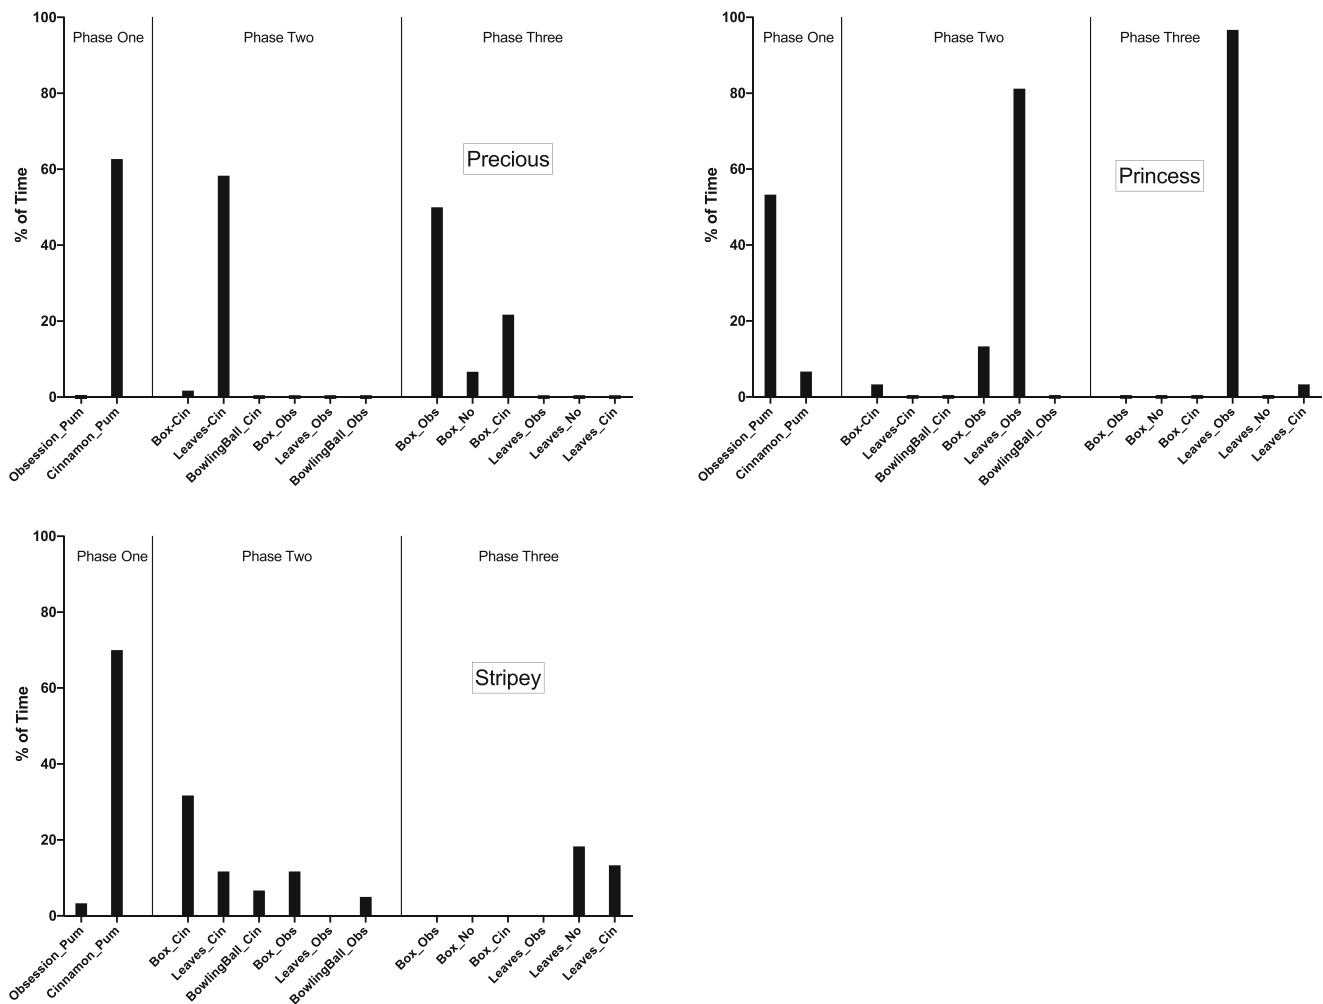 100
80
60
40
20
0
% of Time
Phase One
Phase Two
Phase Three
Precious
Obsession_Pum
Cinnamon_Pum
Box-Cin
Leaves-Cin
BowlingBall_Cin
Box_Obs
Leaves_Obs
BowlingBall_Obs
Box_Obs
Box_No
Box_Cin
Leaves_Obs
Leaves_No
Leaves_Cin
100
80
60
40
20
0
% of Time
Phase One
Phase Two
Phase Three
Princess
Obsession_Pum
Cinnamon_Pum
Box-Cin
Leaves-Cin
BowlingBall_Cin
Box_Obs
Leaves_Obs
BowlingBall_Obs
Box_Obs
Box_No
Box_Cin
Leaves_Obs
Leaves_No
Leaves_Cin
100
80
60
40
20
0
% of Time
Phase One
Phase Two
Phase Three
Stripey
Obsession_Pum
Cinnamon_Pum
Box_Cin
Leaves_Cin
BowlingBall_Cin
Box_Obs
Leaves_Obs
BowlingBall_Obs
Box_Obs
Box_No
Box_Cin
Leaves_Obs
Leaves_No
Leaves_Cin